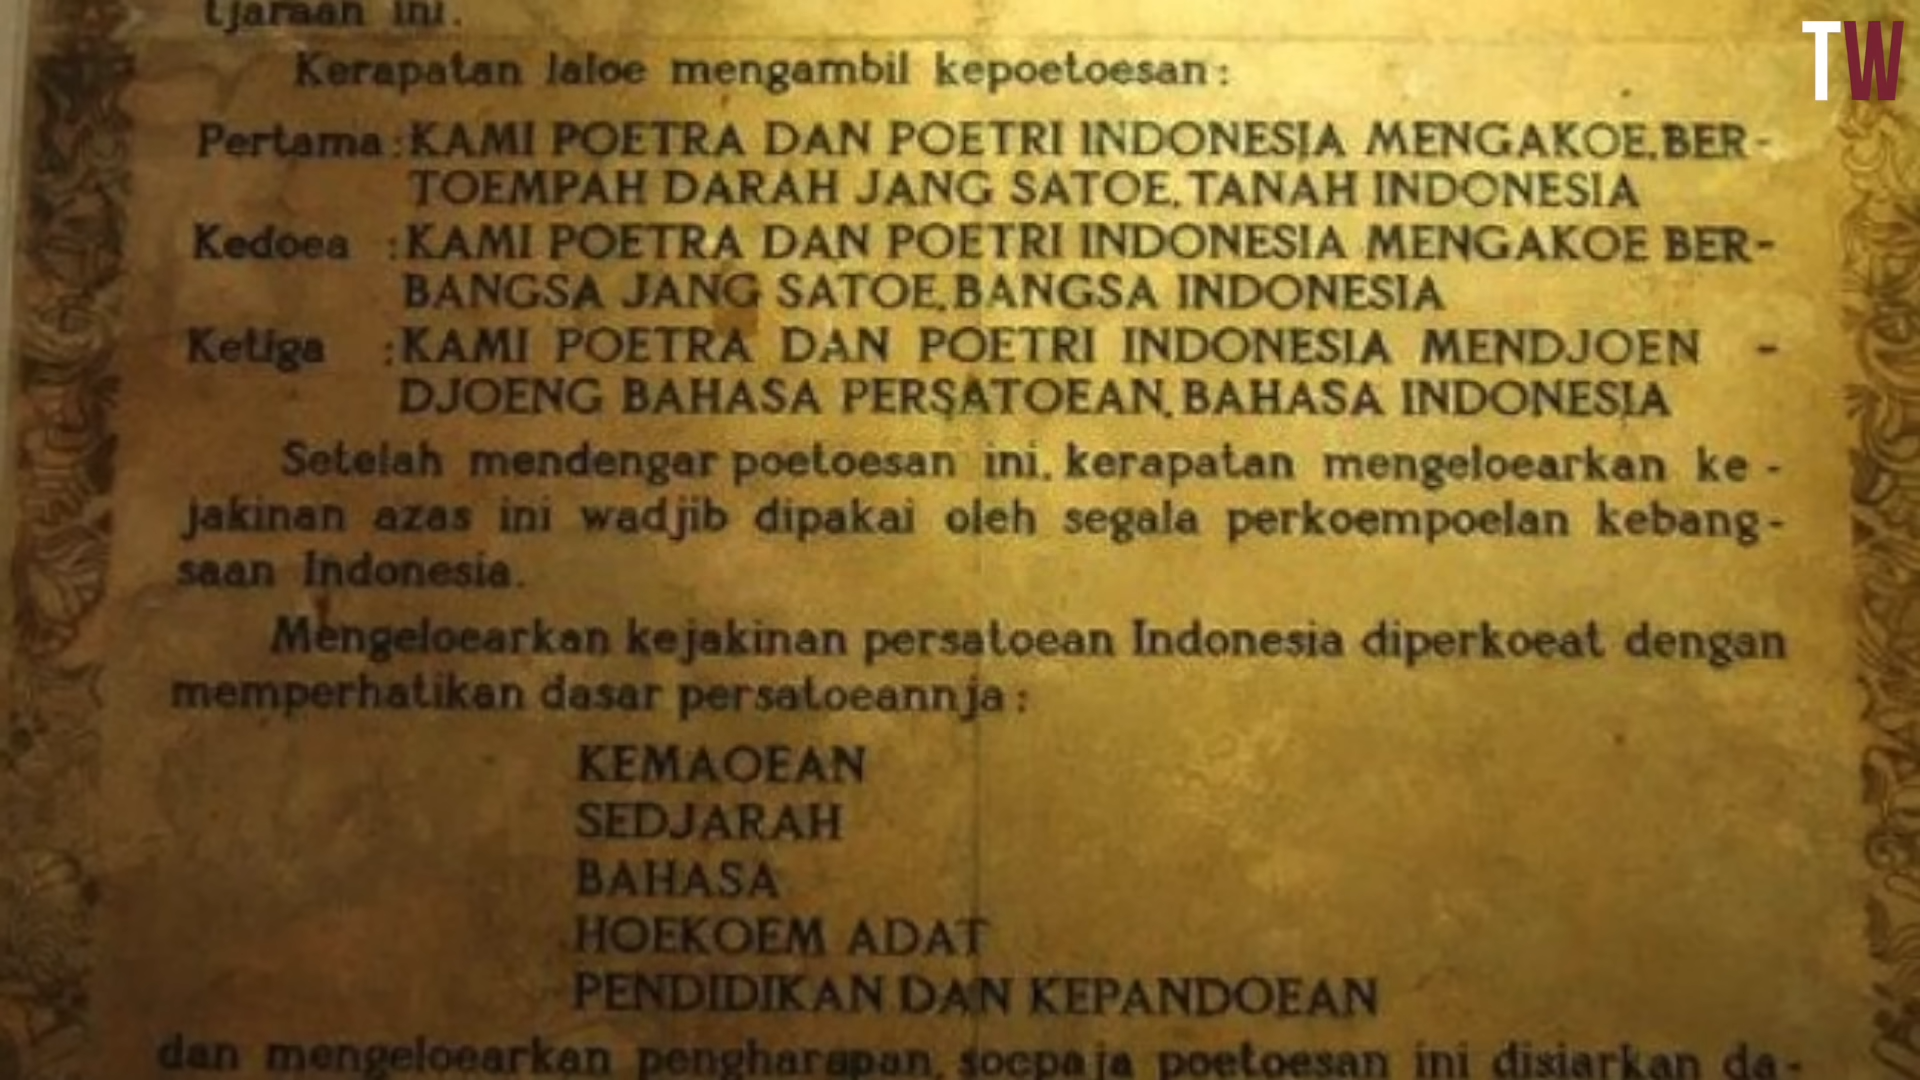 tjaraan ini.
TW
Kerapatan laloe mengambil kepoetoesan :
Pertama : KAMI POETRA DAN POETRI INDONESIA MENGAKOE, BER-
TOEMPAH DARAH JANG SATOE, TANAH INDONESIA
Kedoea : KAMI POETRA DAN POETRI INDONESIA MENGAKOE BER-
BANGSA JANG SATOE, BANGSA INDONESIA
Ketiga : KAMI POETRA DAN POETRI INDONESIA MENDJOEN -
DJOENG BAHASA PERSATOEAN, BAHASA INDONESIA
Setelah mendengar poetoesan ini, kerapatan mengeloearkan ke -
jakinan azas ini wadjib dipakai oleh segala perkoempoelan kebang-
saan Indonesia.
Mengeloearkan kejakinan persatoean Indonesia diperkoeat dengan
memperhatikan dasar persatoeannja :
KEMAOEAN
SEDJARAH
BAHASA
HOEKOEM ADAT
PENDIDIKAN DAN KEPANDOEAN
dan mengeloearkan pengharapan, soepaja poetoesan ini disiarkan da-